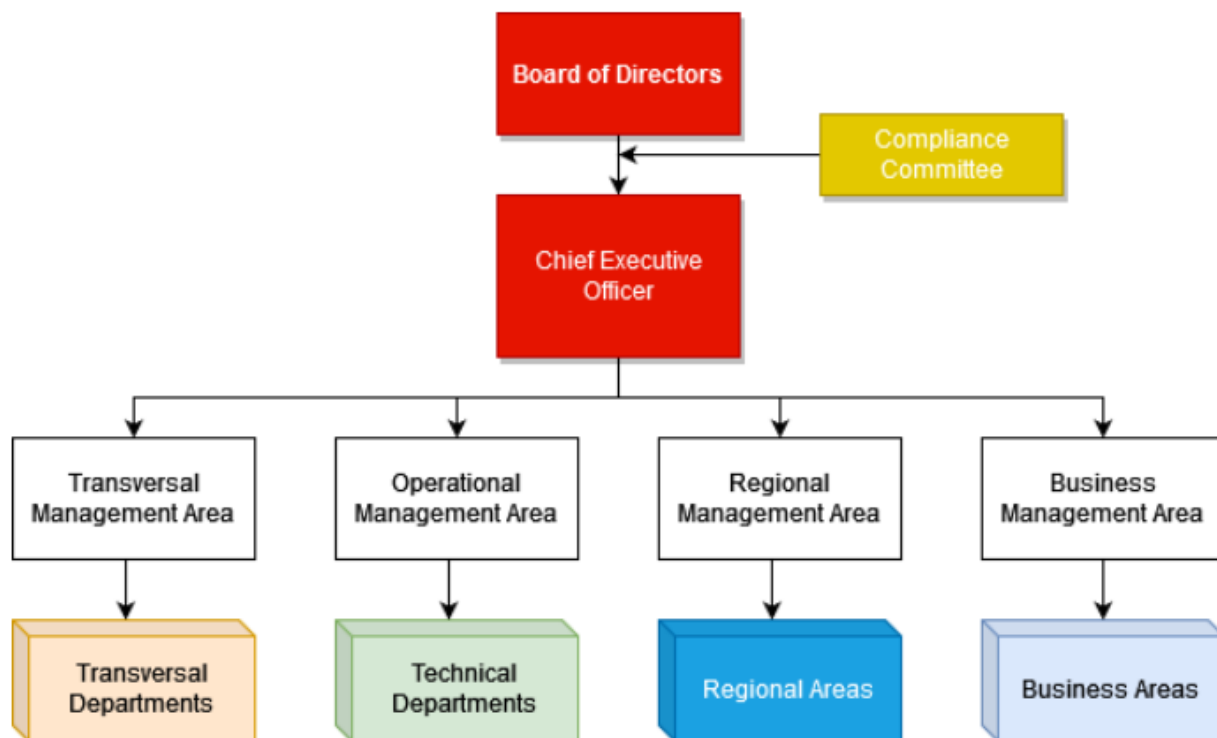 Board of Directors
Compliance
Committee
Chief Executive
Officer
Transversal
Management Area
Operational
Management Area
Regional
Management Area
Business
Management Area
Transversal
Departments
Technical
Departments
Regional Areas
Business Areas